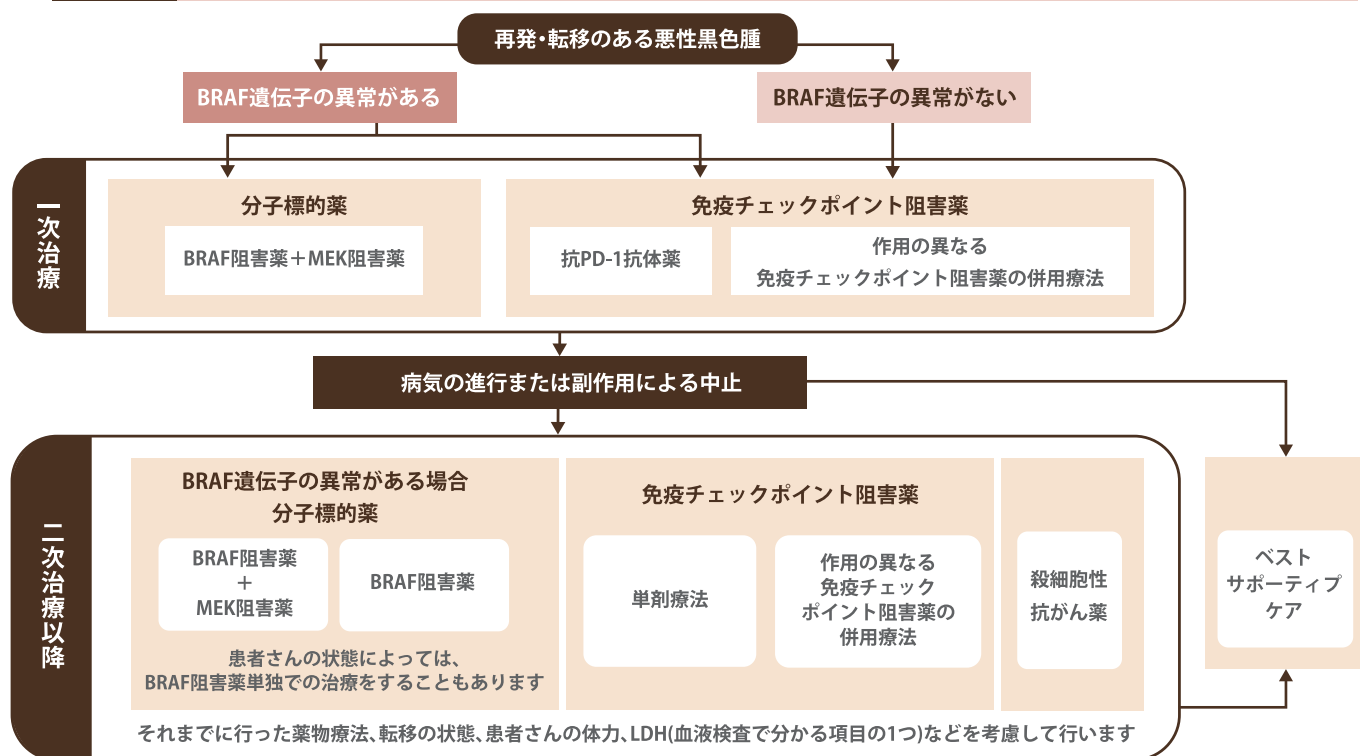 再発・転移のある悪性黒色腫
BRAF遺伝子の異常がある
BRAF遺伝子の異常がない
一次治療
分子標的薬
BRAF阻害薬＋MEK阻害薬
免疫チェックポイント阻害薬
抗PD-1抗体薬
作用の異なる
免疫チェックポイント阻害薬の併用療法
病気の進行または副作用による中止
二次治療以降
BRAF遺伝子の異常がある場合
分子標的薬
BRAF阻害薬
＋
MEK阻害薬
BRAF阻害薬
患者さんの状態によっては、
BRAF阻害薬単独での治療をすることもあります
免疫チェックポイント阻害薬
単剤療法
作用の異なる
免疫チェック
ポイント阻害薬の
併用療法
殺細胞性
抗がん薬
ベスト
サポーティブ
ケア
それまでに行った薬物療法、転移の状態、患者さんの体力、LDH(血液検査で分かる項目の1つ)などを考慮して行います